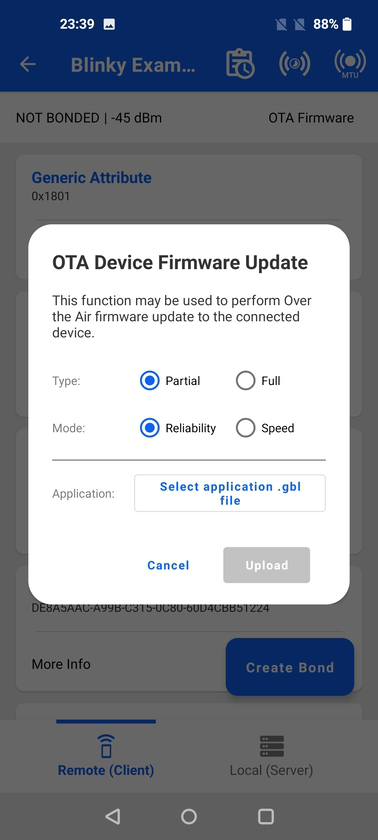 23:39
88%
Blinky Exam...
MTU
NOT BONDED | -45 dBm
OTA Firmware
Generic Attribute
0x1801
OTA Device Firmware Update
This function may be used to perform Over
the Air firmware update to the connected
device.
Type:
Partial
Full
Mode:
Reliability
Speed
Application:
Select application .gbl
file
Cancel
Upload
DE8A5AAC-A99B-C315-0C80-60D4CBB51224
More Info
Create Bond
Remote (Client)
Local (Server)